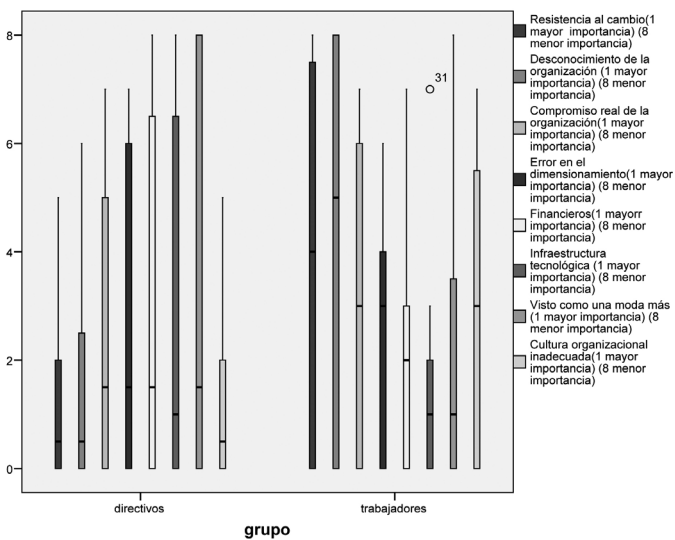 8
6
4
2
0
31
directivos
trabajadores
grupo
Resistencia al cambio(1
mayor importancia) (8
menor importancia)
Desconocimiento de la
organización (1 mayor
importancia) (8 menor
importancia)
Compromiso real de la
organización(1 mayor
importancia) (8 menor
importancia)
Error en el
dimensionamiento(1 mayor
importancia) (8 menor
importancia)
Financieros(1 mayorr
importancia) (8 menor
importancia)
Infraestructura
tecnológica (1 mayor
importancia) (8 menor
importancia)
Visto como una moda más
(1 mayor importancia) (8
menor importancia)
Cultura organizacional
inadecuada(1 mayor
importancia) (8 menor
importancia)